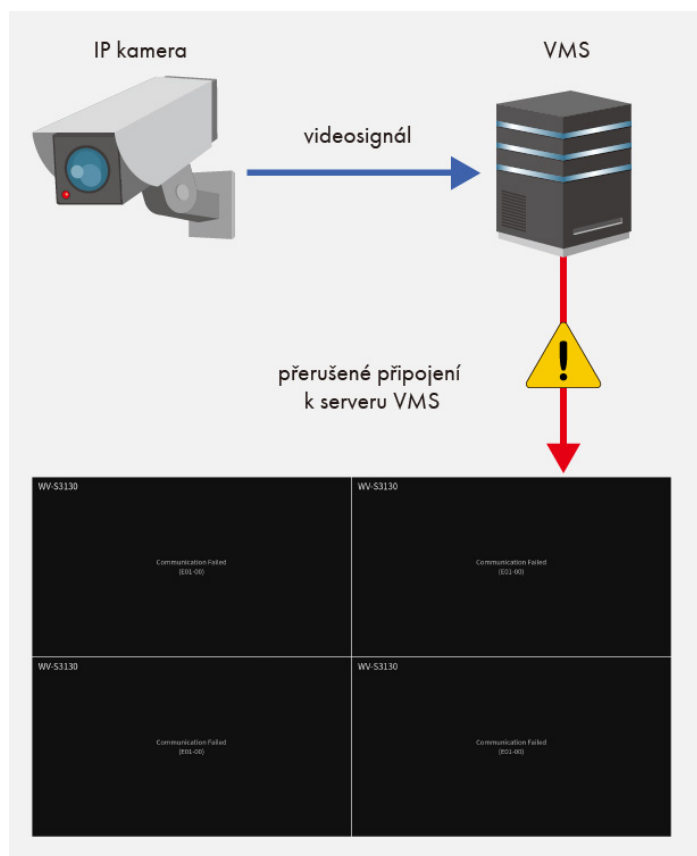 IP kamera
VMS
videosignál
přerušené připojení
k serveru VMS
WV-S3130
WV-S3130
Communication Failed
(E01-00)
Communication Failed
(E01-00)
WV-S3130
WV-S3130
Communication Failed
(E01-00)
Communication Failed
(E01-00)